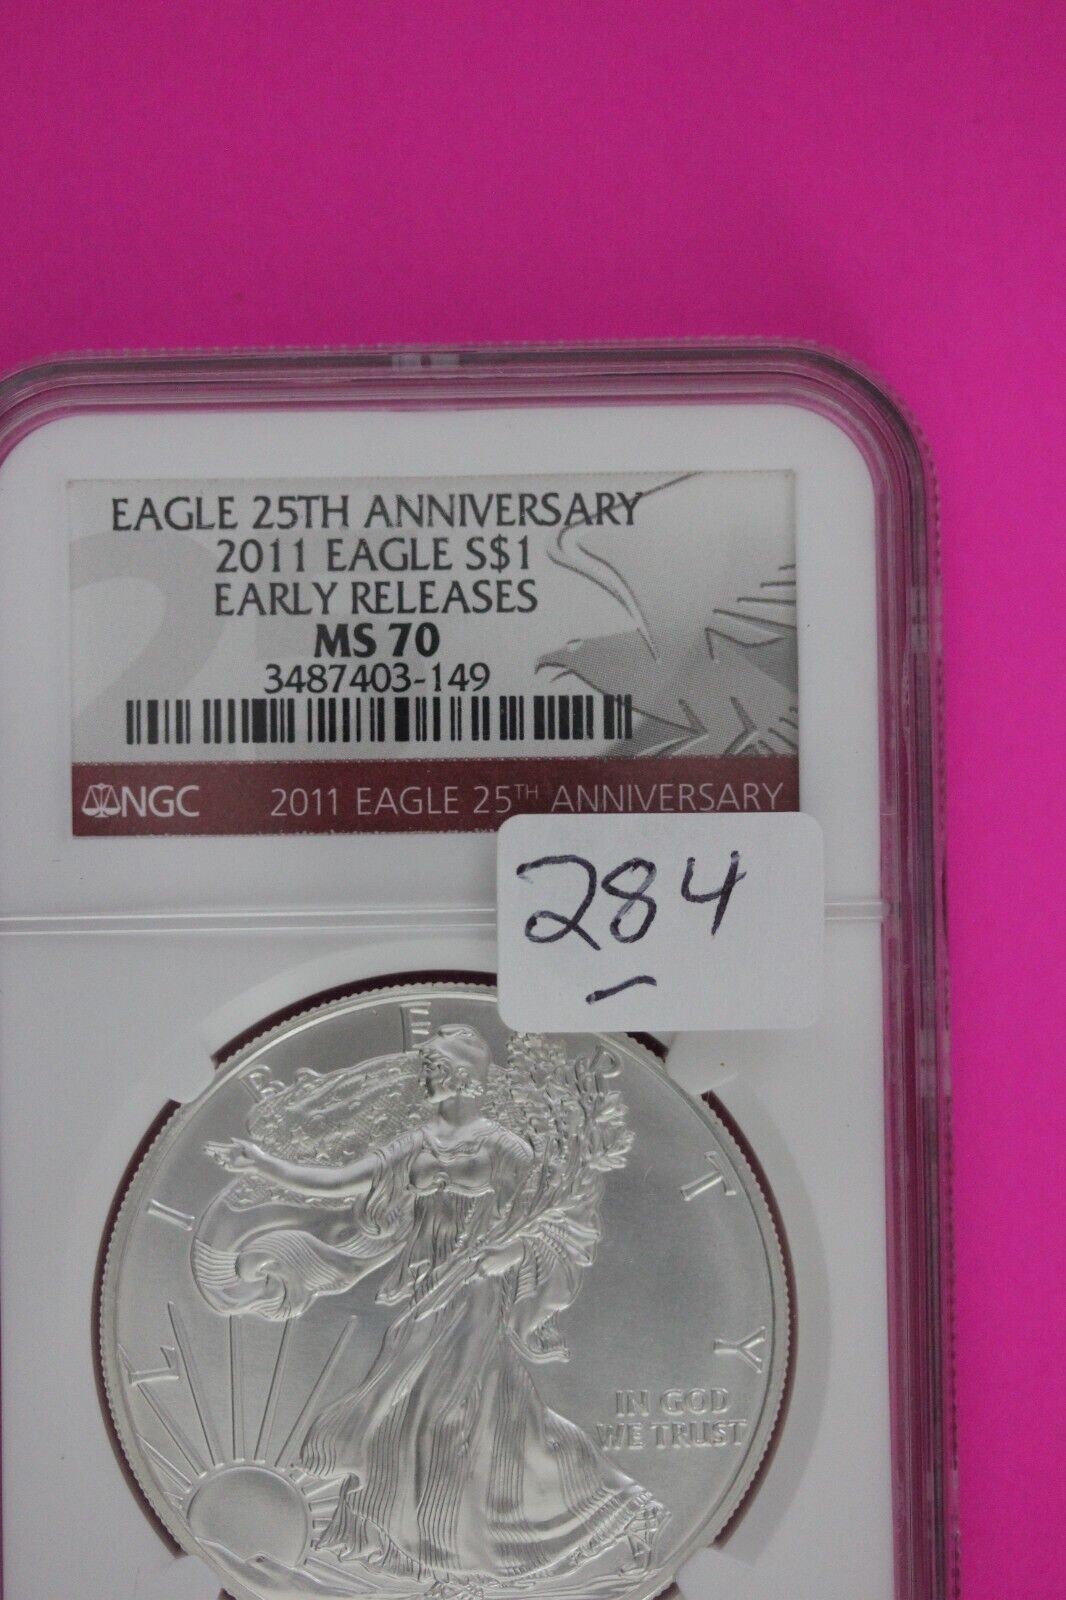 EAGLE 25TH ANNIVERSARY
2011 EAGLE S$1
EARLY RELEASES
MS 70
3487403-149
NGC 2011 EAGLE 25TH ANNIVERSARY
284
LIBERTY
IN GOD
WE TRUST